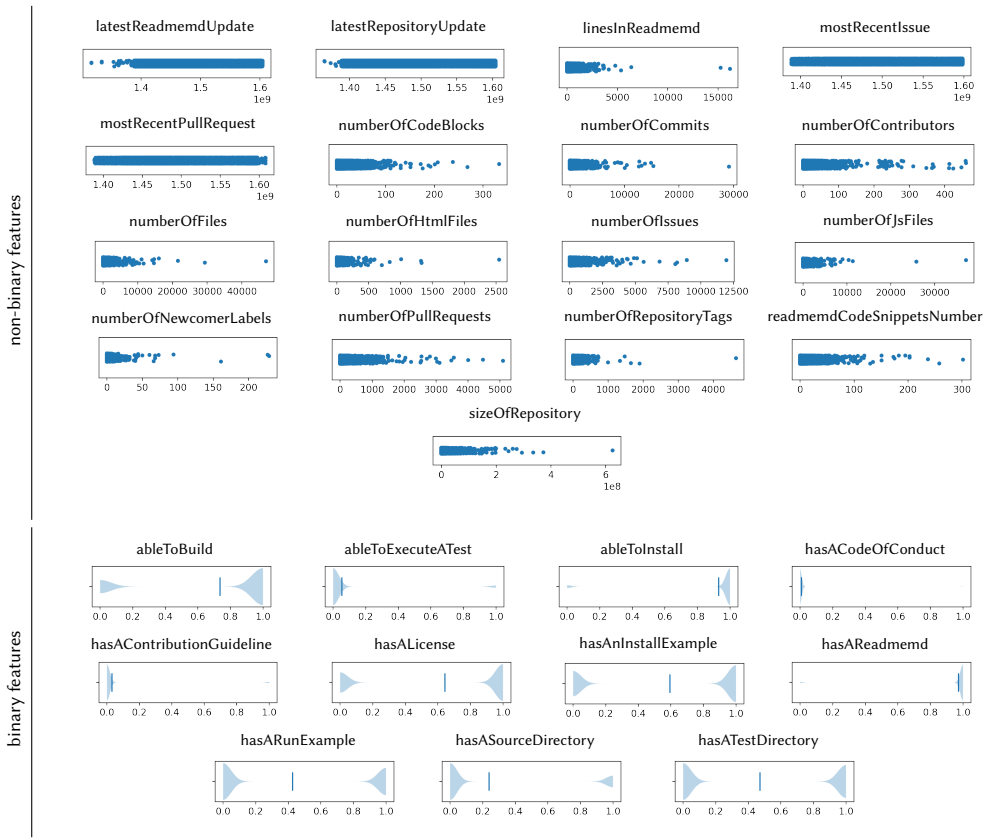 non-binary features
latestReadmemdUpdate
1.4 1.5 1.6
1e9
latestRepositoryUpdate
1.40 1.45 1.50 1.55 1.60
1e9
linesInReadmemd
0 5000 10000 15000
mostRecentIssue
1.40 1.45 1.50 1.55 1.60
1e9
mostRecentPullRequest
1.40 1.45 1.50 1.55 1.60
1e9
numberOfCodeBlocks
0 100 200 300
numberOfCommits
0 10000 20000 30000
numberOfContributors
0 100 200 300 400
numberOfFiles
0 10000 20000 30000 40000
numberOfHtmlFiles
0 500 1000 1500 2000 2500
numberOfIssues
0 2500 5000 7500 10000 12500
numberOfJsFiles
0 10000 20000 30000
numberOfNewcomerLabels
0 50 100 150 200
numberOfPullRequests
0 1000 2000 3000 4000 5000
numberOfRepositoryTags
0 1000 2000 3000 4000
readmemdCodeSnippetsNumber
0 100 200 300
sizeOfRepository
0 2 4 6
1e8
binary features
ableToBuild
0.0 0.2 0.4 0.6 0.8 1.0
ableToExecuteATest
0.0 0.2 0.4 0.6 0.8 1.0
ableToInstall
0.0 0.2 0.4 0.6 0.8 1.0
hasACodeOfConduct
0.0 0.2 0.4 0.6 0.8 1.0
hasAContributionGuideline
0.0 0.2 0.4 0.6 0.8 1.0
hasALicense
0.0 0.2 0.4 0.6 0.8 1.0
hasAnInstallExample
0.0 0.2 0.4 0.6 0.8 1.0
hasAReadmemd
0.0 0.2 0.4 0.6 0.8 1.0
hasARunExample
0.0 0.2 0.4 0.6 0.8 1.0
hasASourceDirectory
0.0 0.2 0.4 0.6 0.8 1.0
hasATestDirectory
0.0 0.2 0.4 0.6 0.8 1.0